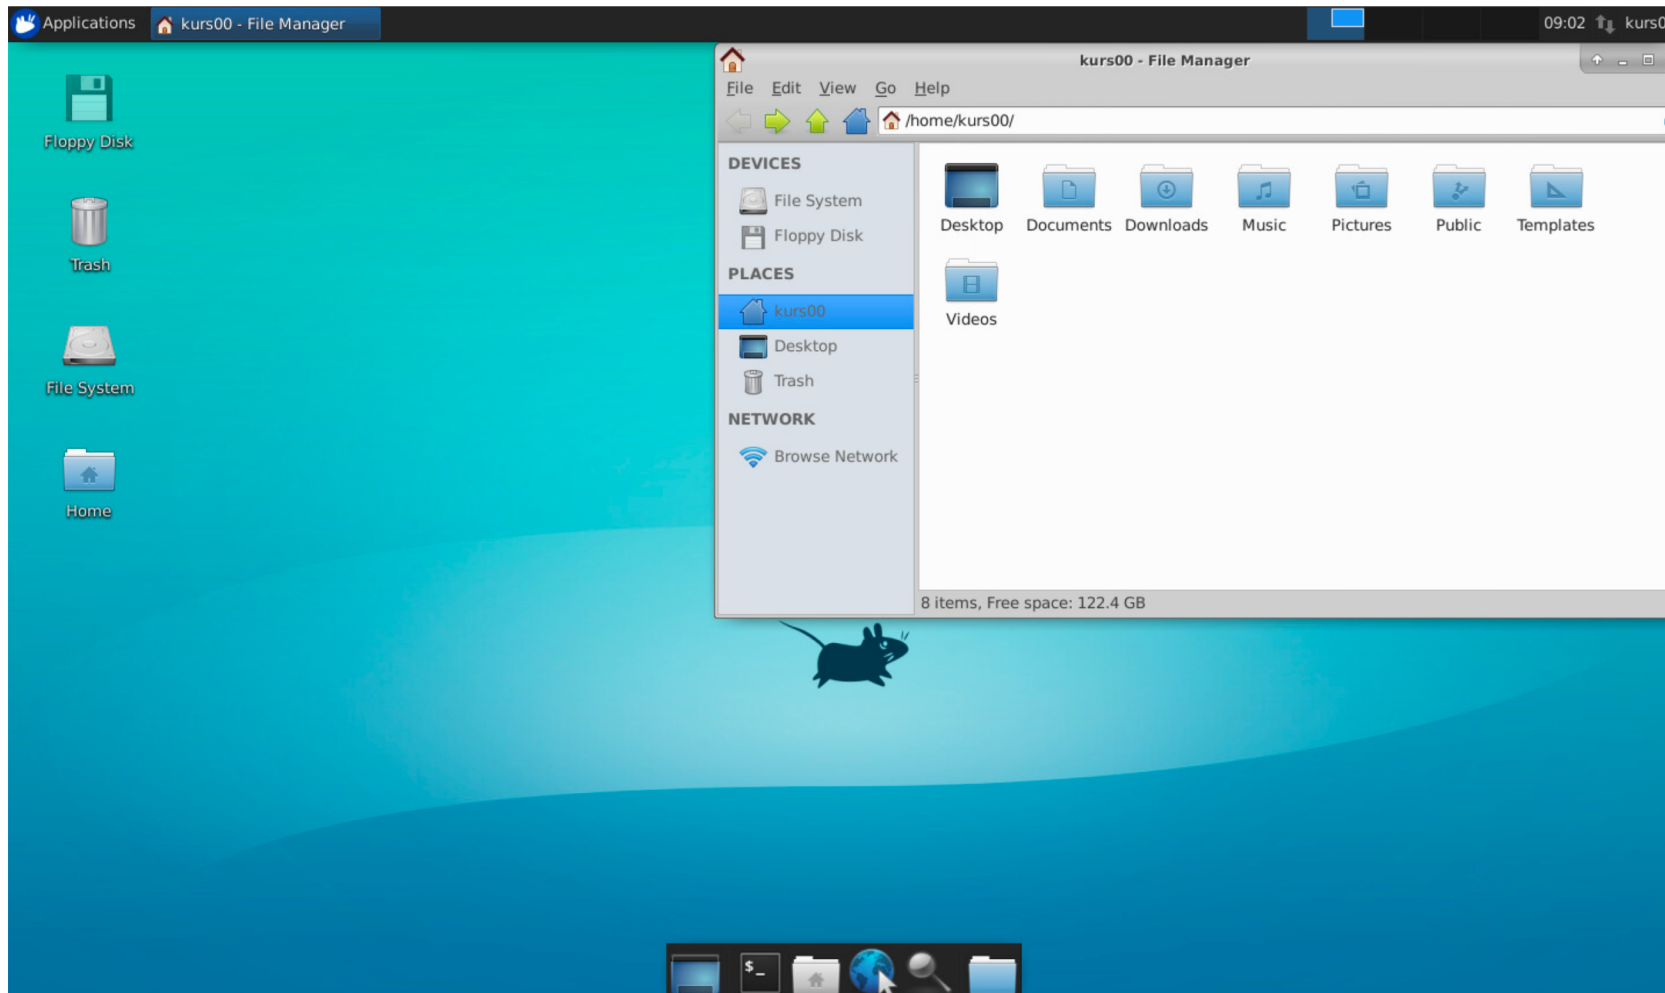 Applications
kurs00 - File Manager
09:02
kurs0
Floppy Disk
Trash
File System
Home
kurs00 - File Manager
File Edit View Go Help
/home/kurs00/
DEVICES
File System
Floppy Disk
PLACES
kurs00
Desktop
Trash
NETWORK
Browse Network
Desktop Documents Downloads Music Pictures Public Templates
Videos
8 items, Free space: 122.4 GB
$_